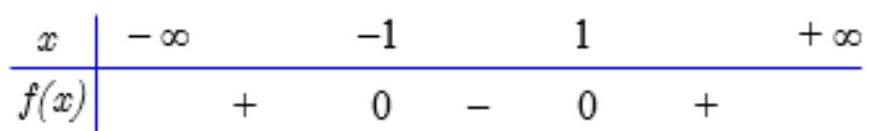 x − ∞ −1 1 + ∞
f(x) + 0 − 0 +